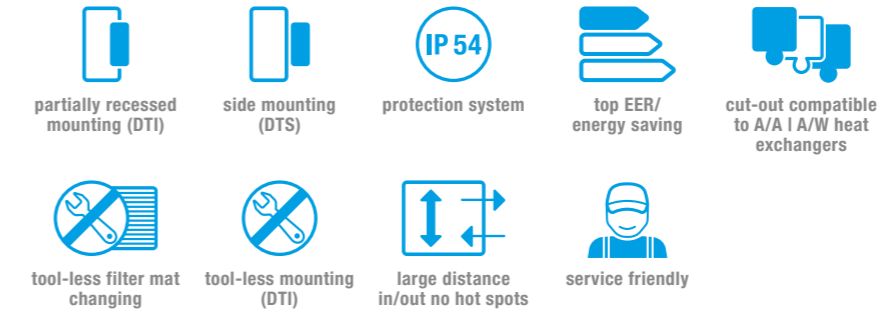 IP 54
partially recessed
mounting (DTI)
side mounting
(DTS)
protection system
top EER/
energy saving
cut-out compatible
to A/A I A/W heat
exchangers
tool-less filter mat
changing
tool-less mounting
(DTI)
large distance
in/out no hot spots
service friendly